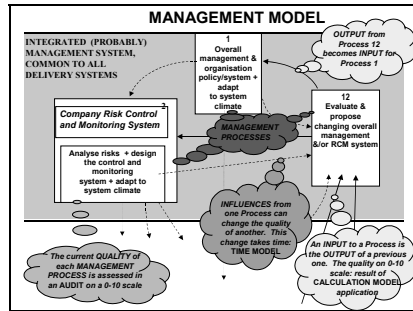 MANAGEMENT MODEL
INTEGRATED (PROBABLY)
MANAGEMENT SYSTEM,
COMMON TO ALL
DELIVERY SYSTEMS
1
Overall
management &
organisation
policy/system +
adapt
to system
climate
OUTPUT from
Process 12
becomes INPUT for
Process 1
2
Company Risk Control
and Monitoring System
Analyse risks + design
the control and
monitoring
system + adapt to
system climate
MANAGEMENT
PROCESSES
12
Evaluate &
propose
changing overall
management
&/or RCM system
INFLUENCES from
one Process can
change the quality
of another. This
change takes time:
TIME MODEL
The current QUALITY of
each MANAGEMENT
PROCESS is assessed in
an AUDIT on a 0-10 scale
An INPUT to a Process is
the OUTPUT of a previous
one. The quality on 0-10
scale: result of
CALCULATION MODEL
application